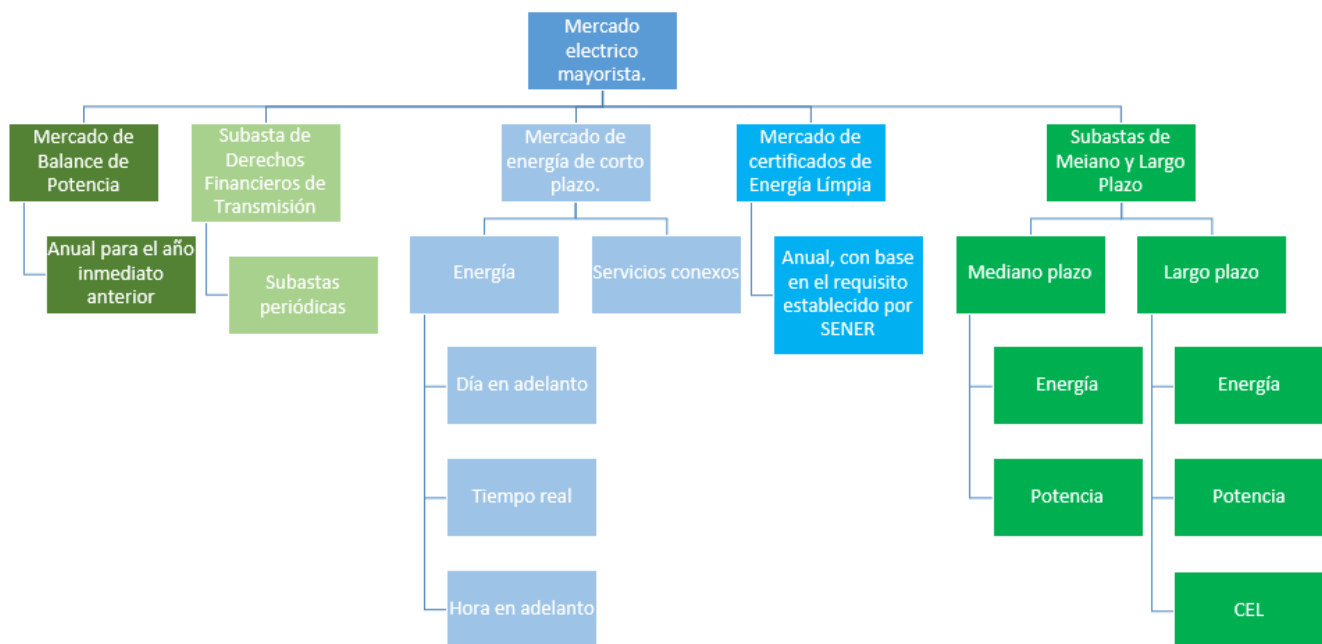 Mercado
electrico
mayorista.
Mercado de
Balance de
Potencia
Subasta de
Derechos
Financieros de
Transmisión
Mercado de
energía de corto
plazo.
Mercado de
certificados de
Energía Límpia
Subastas de
Meiano y Largo
Plazo
Anual para el año
inmediato
anterior
Subastas
periódicas
Energía
Servicios conexos
Anual, con base
en el requisito
establecido por
SENER
Mediano plazo
Largo plazo
Día en adelanto
Energía
Energía
Tiempo real
Potencia
Potencia
Hora en adelanto
CEL